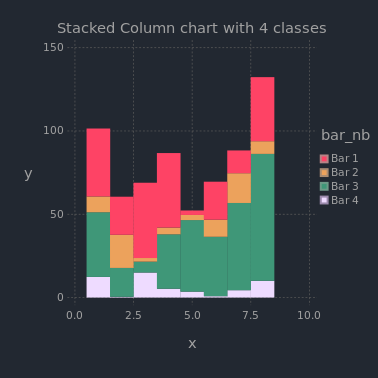 Stacked Column chart with 4 classes
150
100
50
0
y
0.0 2.5 5.0 7.5 10.0
x
bar_nb
Bar 1
Bar 2
Bar 3
Bar 4